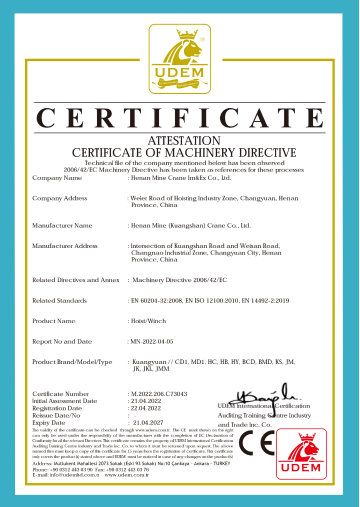 UDEM
CERTIFICATE
ATTESTATION
CERTIFICATE OF MACHINERY DIRECTIVE
Technical file of the company mentioned below has been observed
2006/42/EC Machinery Directive has been taken as references for these processes
Company Name : Henan Mine Crane Im&Ex Co., Ltd.
Company Address : Weier Road of Hoisting Industry Zone, Changyuan, Henan
Province, China
Manufacturer Name : Henan Mine (Kuangshan) Crane Co., Ltd.
Manufacturer Address : Intersection of Kuangshan Road and Weisan Road,
Changnao Industrial Zone, Changyuan City, Henan
Province, China
Related Directives and Annex : Machinery Directive 2006/42/EC
Related Standards : EN 60204-32:2008, EN ISO 12100:2010, EN 14492-2:2019
Product Name : Hoist/Winch
Report No and Date : MN-2022-04-05
Product Brand/Model/Type : Kuangyuan // CD1, MD1, HC, HB, HY, BCD, BMD, RS, JM,
JK, JKL, JMM
Certificate Number : M.2022.206.C73043
Initial Assessment Date : 21.04.2022
Registration Date : 22.04.2022
Reissue Date/No : -
Expiry Date : 21.04.2027
UDEM International Certification
Auditing Training Centre Industry
and Trade Inc. Co.
The validity of the certificate can be checked through www.udem.com.tr. The CE mark shown on the right
can only be used under the responsibility of the manufacturer with the completion of EC Declaration of
Conformity for all the relevant Directives. This certificate remains the property of UDEM International Certification
Auditing Training Centre Industry and Trade Inc. Co. to whom it must be returned upon request. The above
named firm must keep a copy of this certificate for 15 years from the registration of certificate. This certificate
only covers the product(s) stated above and UDEM must be noticed in case of any changes on the product(s)
Address: Mutlukent Mahallesi 2073 Sokak (Eski 93 Sokak) No:10 Çankaya - Ankara - TURKEY
Phone: +90 0312 443 03 90 Fax: +90 0312 443 03 76
E-mail: info@udemltd.com.tr www.udem.com.tr
CE
UDEM